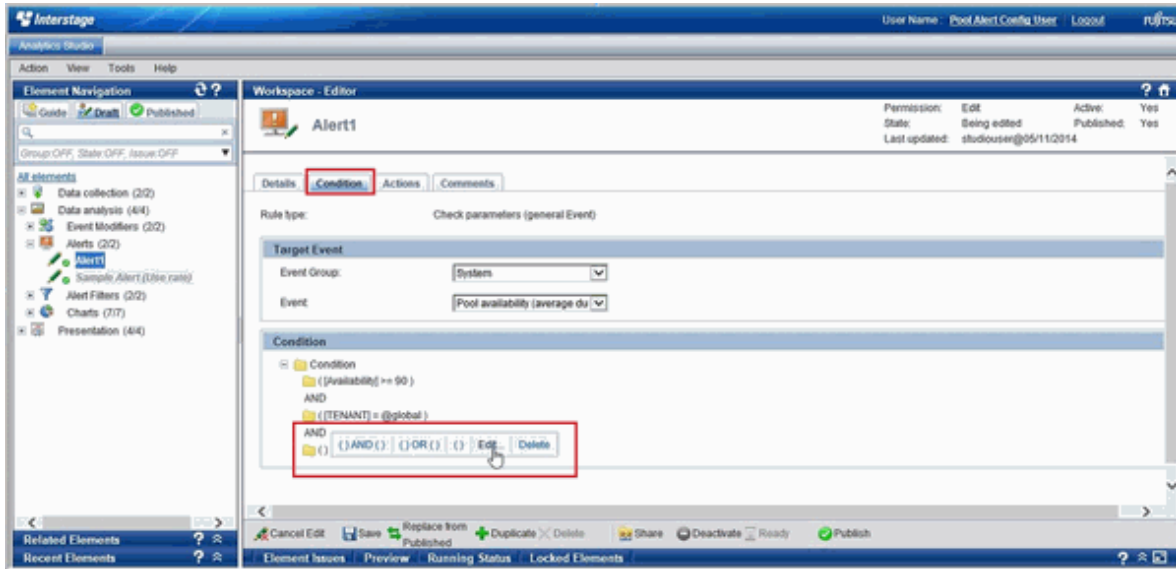 Interstage
User Name : Pool Alert Config User Logout
Analytics Studio
Action View Tools Help
Element Navigation ?
Guide Draft Published
Group:OFF, State:OFF, Issue:OFF
All elements
Data collection (2/2)
Data analysis (4/4)
Event Modifiers (2/2)
Alerts (2/2)
Alert1
Sample Alert (Use rate)
Alert Filters (2/2)
Charts (7/7)
Presentation (4/4)
Related Elements ?
Recent Elements ?
Workspace - Editor ?
Alert1
Permission: Edit Active: Yes
State: Being edited Published: Yes
Last updated: studiouser@05/11/2014
Details Condition Actions Comments
Rule type: Check parameters (general Event)
Target Event
Event Group: System
Event: Pool availability (average du
Condition
Condition
( [Availability] >= 90 )
AND
( [TENANT] = @global )
AND
( ) ( ) AND ( ) ( ) OR ( ) ( ) Edit... Delete
Cancel Edit Save Replace from Published Duplicate Delete Share Deactivate Ready Publish
Element Issues Preview Running Status Locked Elements ?